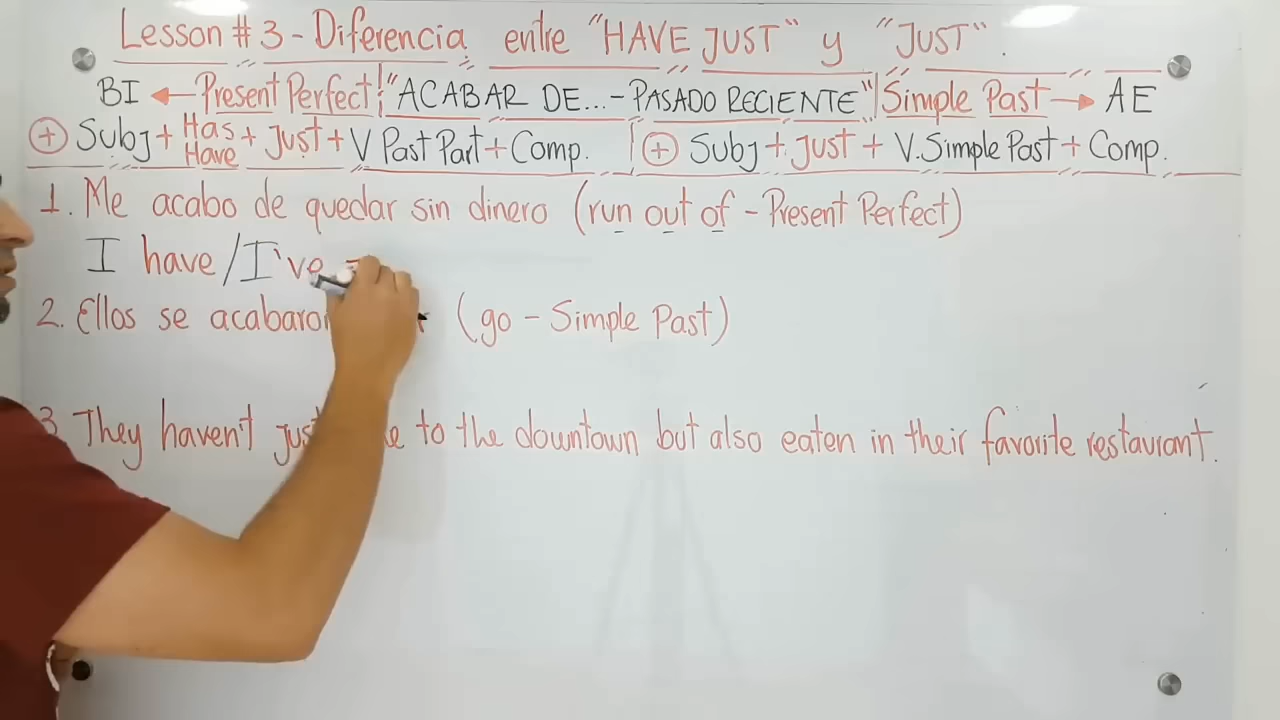 Lesson # 3 - Diferencia entre "HAVE JUST" y "JUST".
BI ← Present Perfect "ACABAR DE... - PASADO RECIENTE" Simple Past → AE
+ Subj + Has Have + Just + V Past Part + Comp. + Subj + Just + V. Simple Past + Comp.
1. Me acabo de quedar sin dinero (run out of - Present Perfect)
I have / I've
2. Ellos se (go - Simple Past)
3. They haven't to the downtown but also eaten in their favorite restaurant.